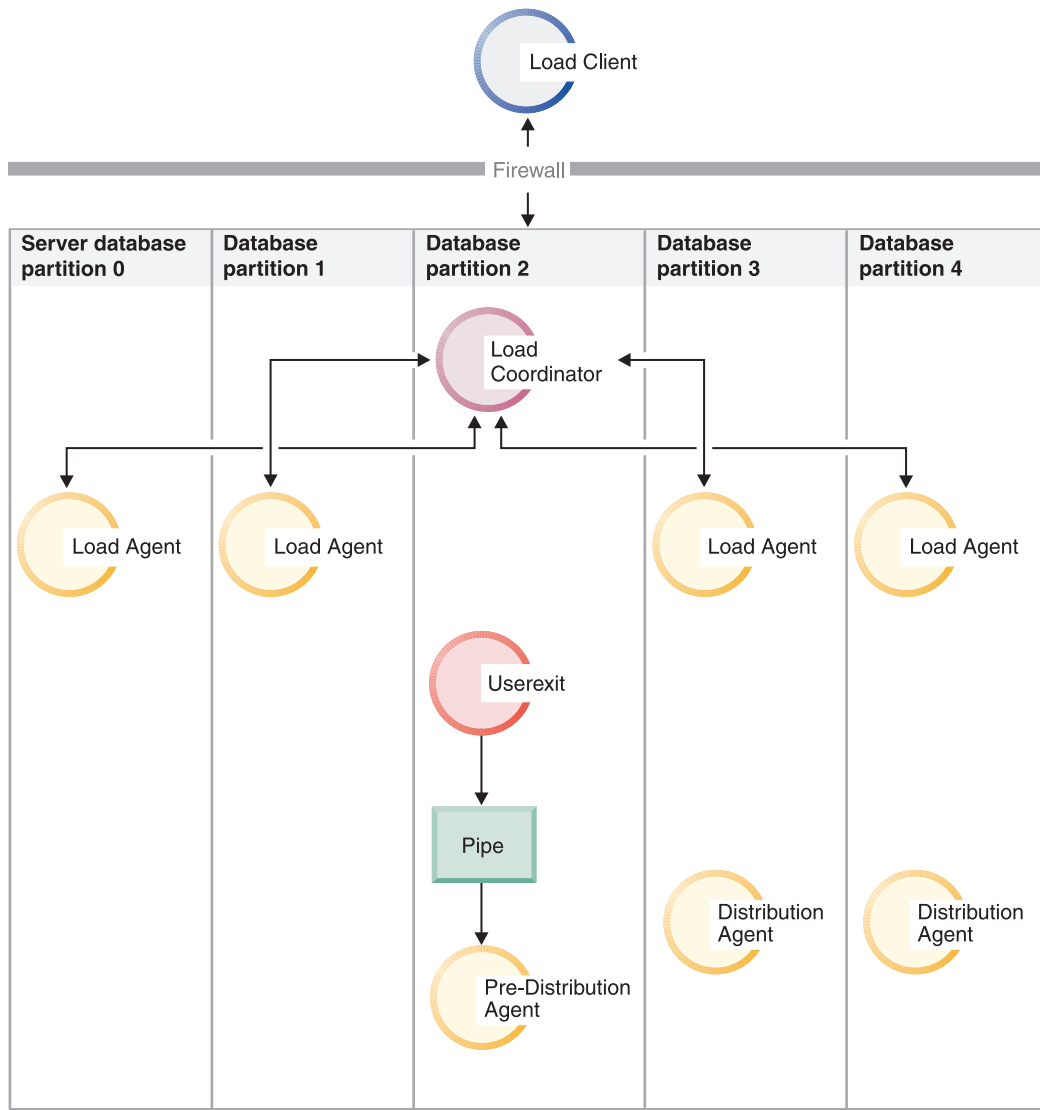 Load Client
Firewall
Server database
partition 0
Database
partition 1
Database
partition 2
Database
partition 3
Database
partition 4
Load
Coordinator
Load Agent
Load Agent
Load Agent
Load Agent
Userexit
Pipe
Distribution
Agent
Distribution
Agent
Pre-Distribution
Agent